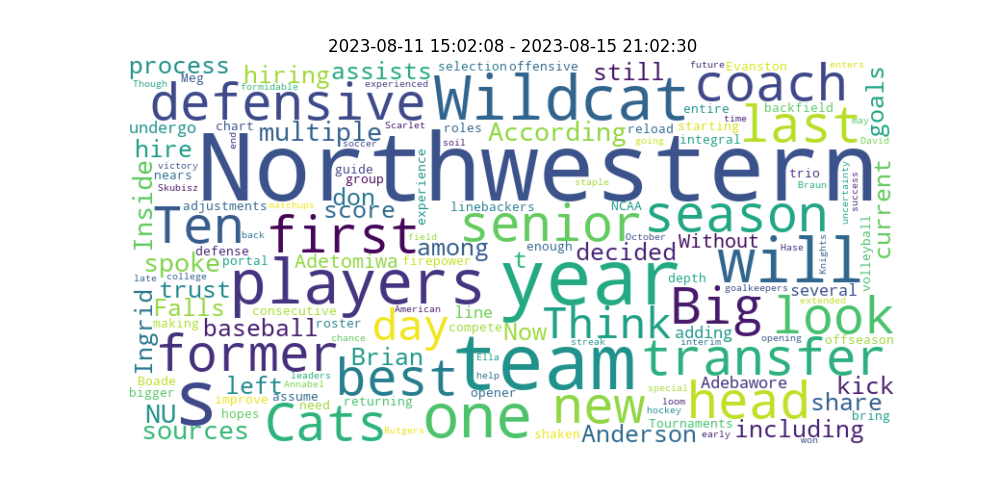 2023-08-11 15:02:08 - 2023-08-15 21:02:30
process
Though
Meg
hiring
formidable
assists
selection
offensive
experienced
still
future
Evanston
enters
coach
goals
defensive
Wildcat
entire
backfield
last
may
David
undergo
chart
end
multiple
Scarlet
soccer
roles
soil
According
reload
starting
time
integral
going
hire
Northwestern
victory
nears
Skubisz
guide
group
experience
staple
trio
Braun
uncertainty
success
Inside
adjustments
matchups
don
score
linebackers
NCAA
senior
season
current
Ten
back
first
field
among
enough
October
decided
Without
will
Hase
Knights
volleyball
defense
spoke
portal
Adetomiwa
firepower
t
depth
goalkeepers
several
late
college
trust
players
year
American
Big
extended
look
Ingrid
Falls
consecutive
making
baseball
roster
chance
day
line
compete
Now
Think
adding
interim
opening
offseason
streak
former
Brian
Ella
team
transfer
help
Boade
bigger
s
left
leaders
Annabel
best
opener
special
loom
Adebawore
kick
improve
assume
need
returning
hopes
NU
one
new
hockey
head
share
bring
Tournaments
sources
Cats
Rutgers
shaken
Anderson
early
including
won